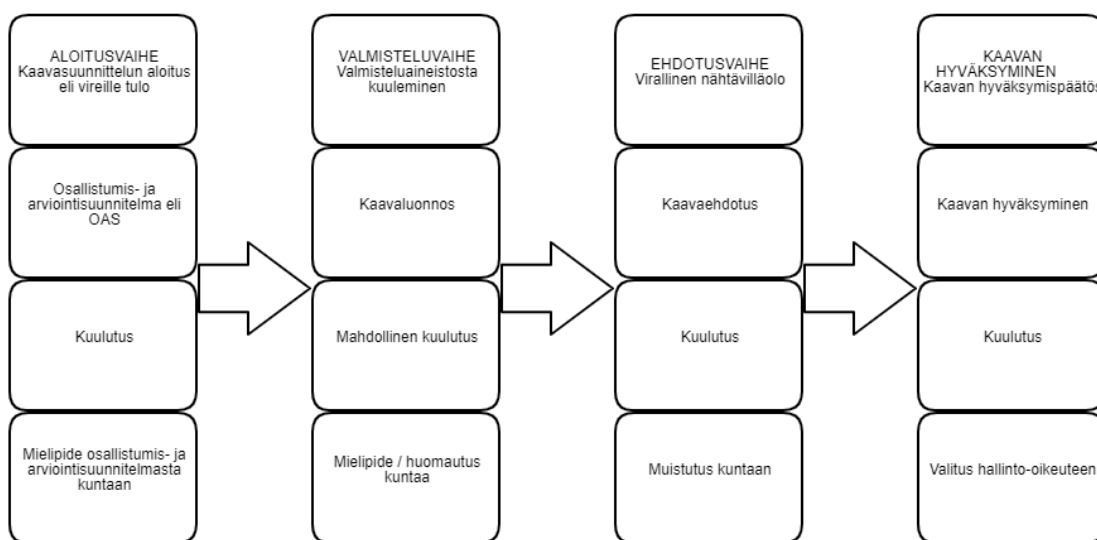 ALOITUSVAIHE
Kaavasuunnittelun aloitus
eli vireille tulo
Osallistumis- ja
arviointisuunnitelma eli
OAS
Kuulutus
Mielipide osallistumis- ja
arviointisuunnitelmasta
kuntaan
VALMISTELUVAIHE
Valmisteluaineistosta
kuuleminen
Kaavaluonnos
Mahdollinen kuulutus
Mielipide / huomautus
kuntaa
EHDOTUSVAIHE
Virallinen nähtävilläolo
Kaavaehdotus
Kuulutus
Muistutus kuntaan
KAAVAN
HYVÄKSYMINEN
Kaavan hyväksymispäätös
Kaavan hyväksyminen
Kuulutus
Valitus hallinto-oikeuteen